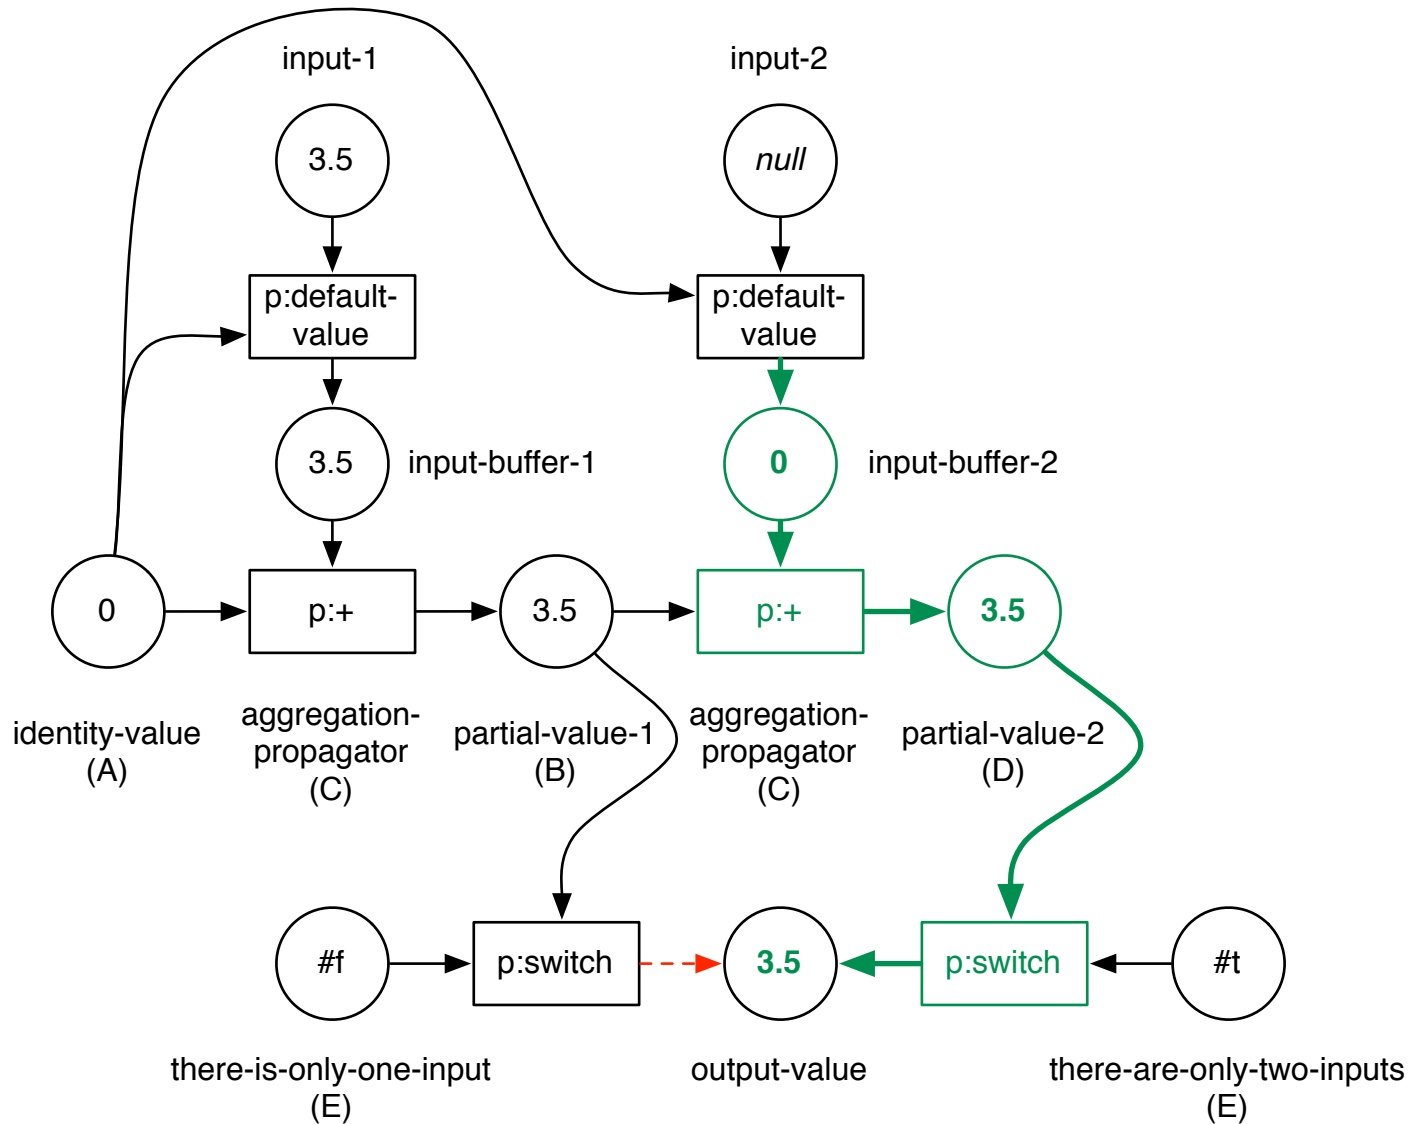 input-1
input-2
3.5
null
p:default-
value
p:default-
value
3.5
input-buffer-1
0
input-buffer-2
0
p:+
3.5
p:+
3.5
identity-value
(A)
aggregation-
propagator
(C)
partial-value-1
(B)
aggregation-
propagator
(C)
partial-value-2
(D)
#f
p:switch
3.5
p:switch
#t
there-is-only-one-input
(E)
output-value
there-are-only-two-inputs
(E)